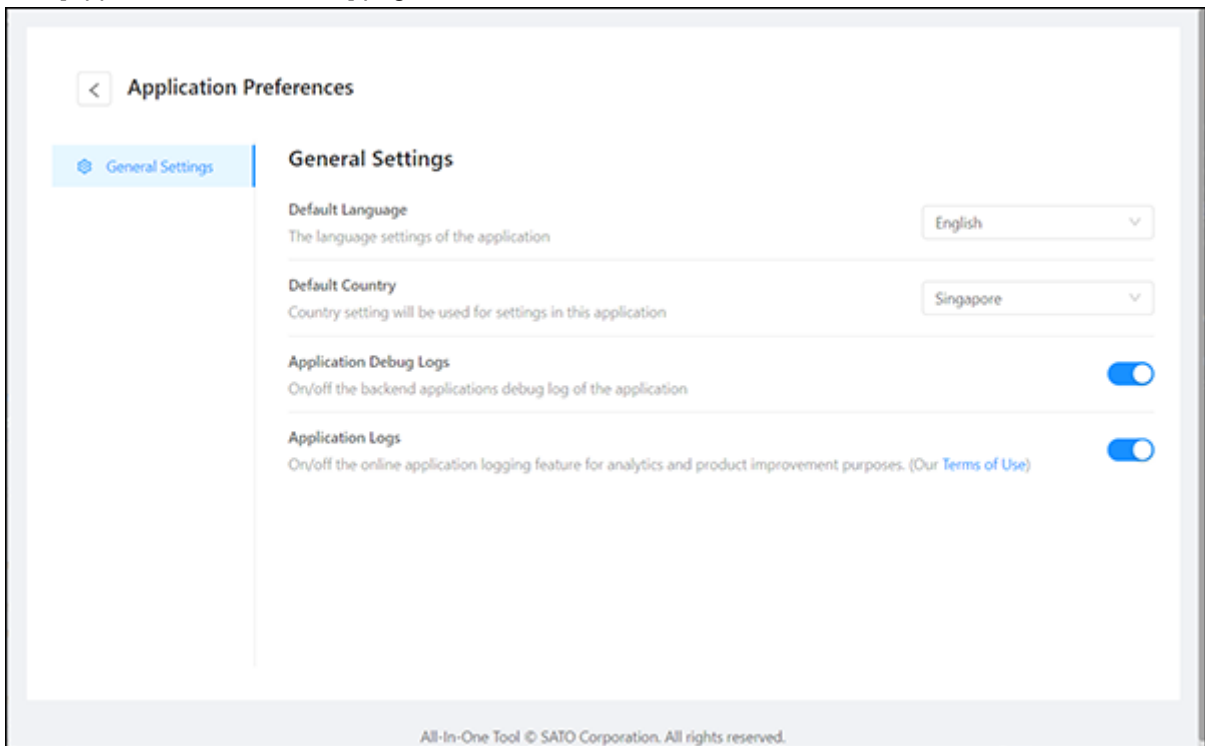 Application Preferences
General Settings
General Settings
Default Language
The language settings of the application
English
Default Country
Country setting will be used for settings in this application
Singapore
Application Debug Logs
On/off the backend applications debug log of the application
Application Logs
On/off the online application logging feature for analytics and product improvement purposes. (Our Terms of Use)
All-In-One Tool © SATO Corporation. All rights reserved.